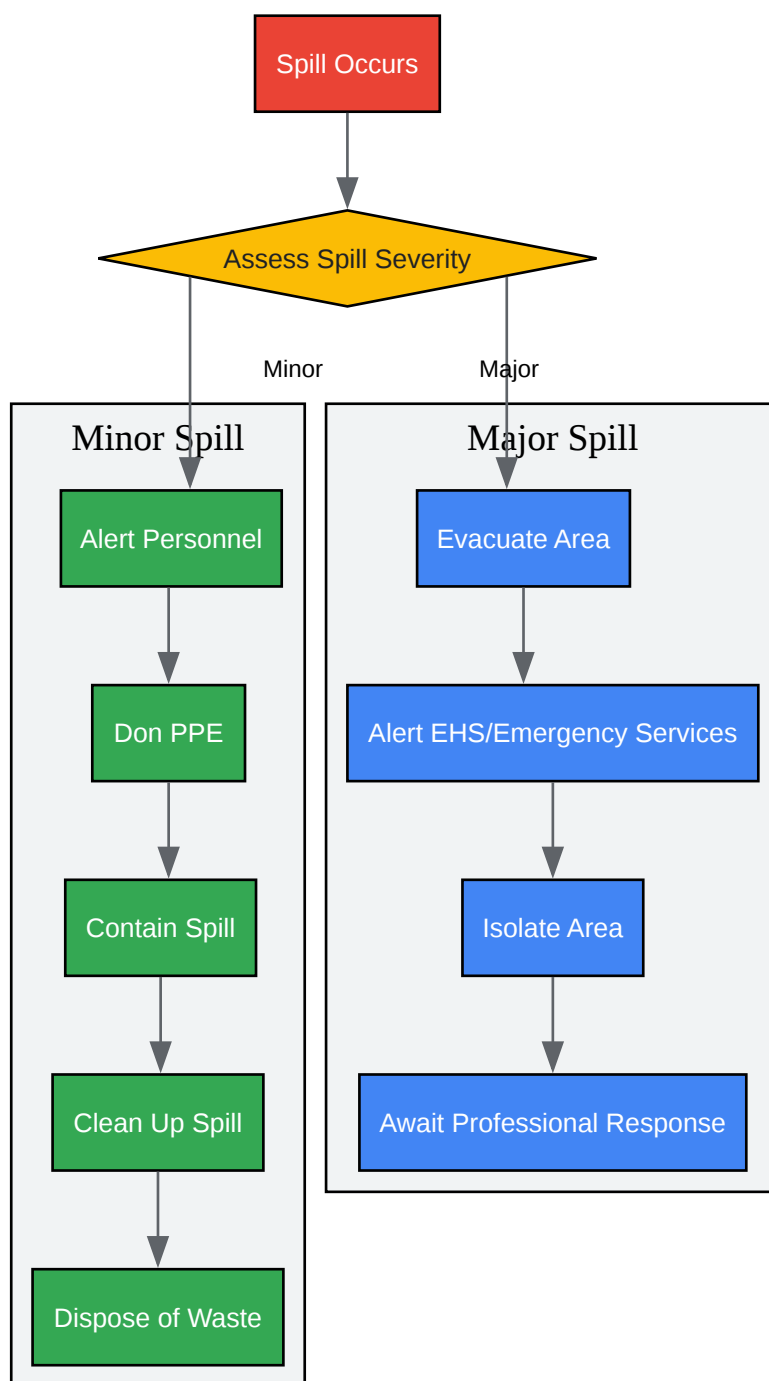 Spill Occurs
Assess Spill Severity
Minor
Major
Minor Spill
Major Spill
Alert Personnel
Evacuate Area
Don PPE
Alert EHS/Emergency Services
Contain Spill
Isolate Area
Clean Up Spill
Await Professional Response
Dispose of Waste